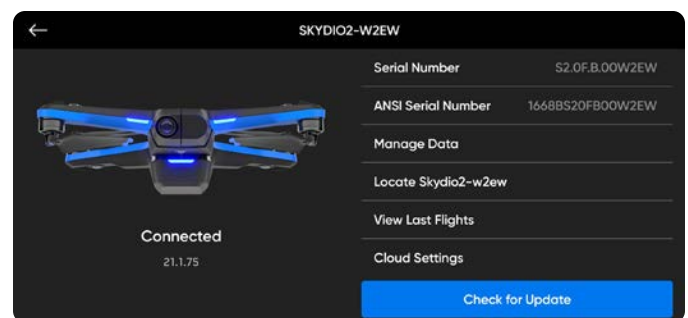 SKYDIO2-W2EW
Serial Number S2.0F.B.00W2EW
ANSI Serial Number 1668BS20FB00W2EW
Manage Data
Locate Skydio2-w2ew
View Last Flights
Connected
Cloud Settings
21.1.75
Check for Update